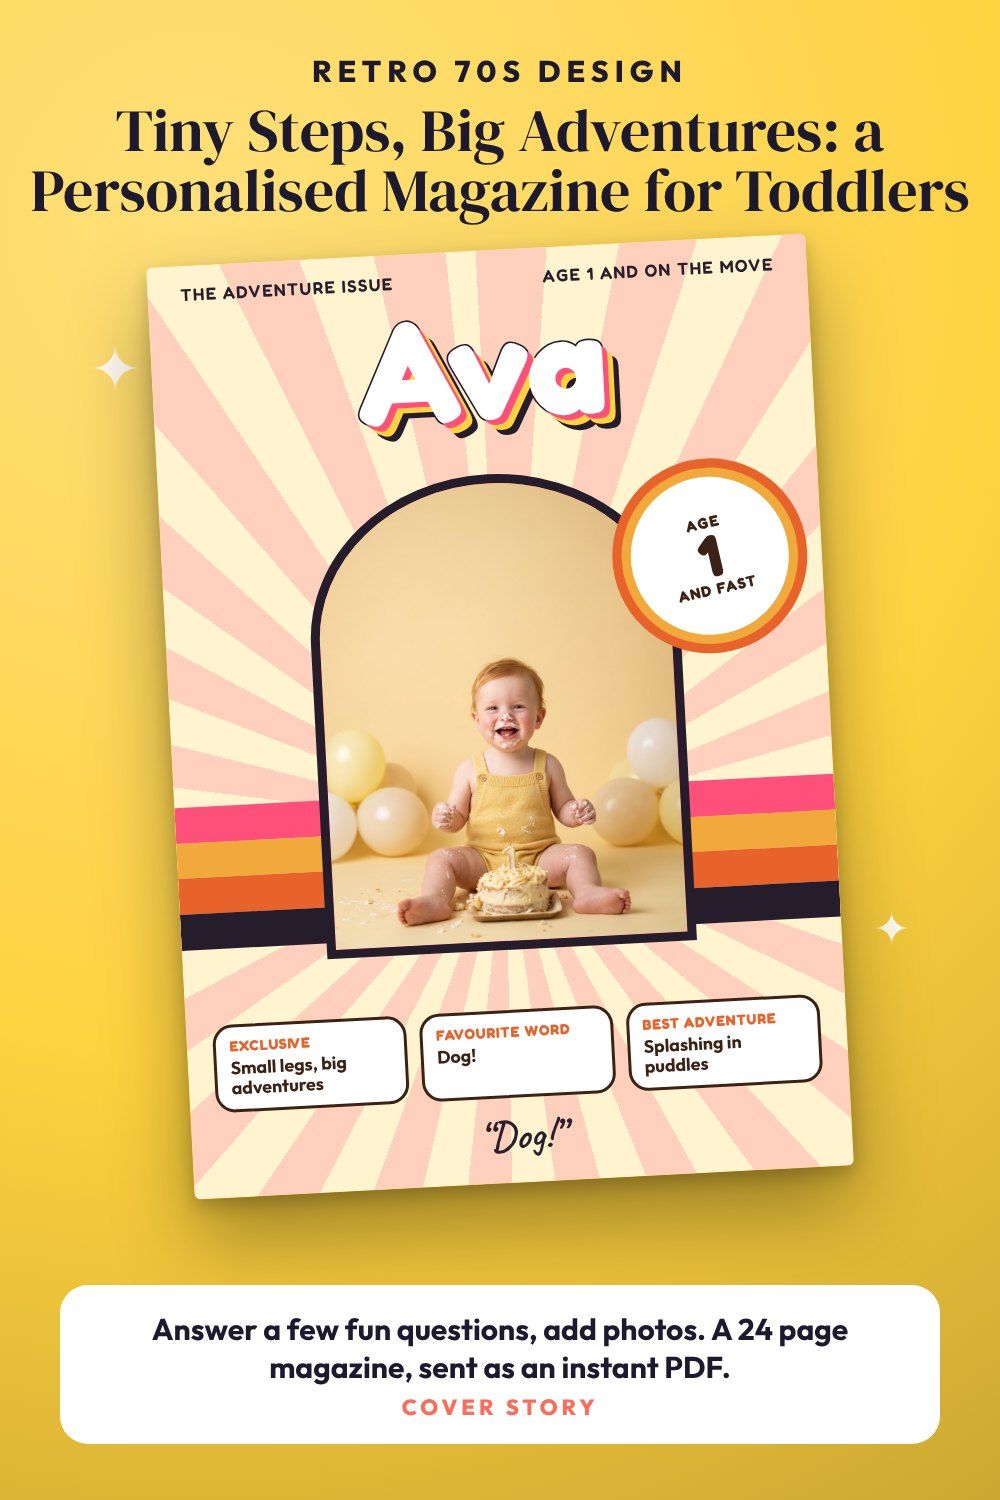 RETRO 70S DESIGN
Tiny Steps, Big Adventures: a
Personalised Magazine for Toddlers
THE ADVENTURE ISSUE
AGE 1 AND ON THE MOVE
Ava
AGE
1
AND FAST
1
EXCLUSIVE
Small legs, big
adventures
FAVOURITE WORD
Dog!
BEST ADVENTURE
Splashing in
puddles
“Dog!”
Answer a few fun questions, add photos. A 24 page
magazine, sent as an instant PDF.
COVER STORY